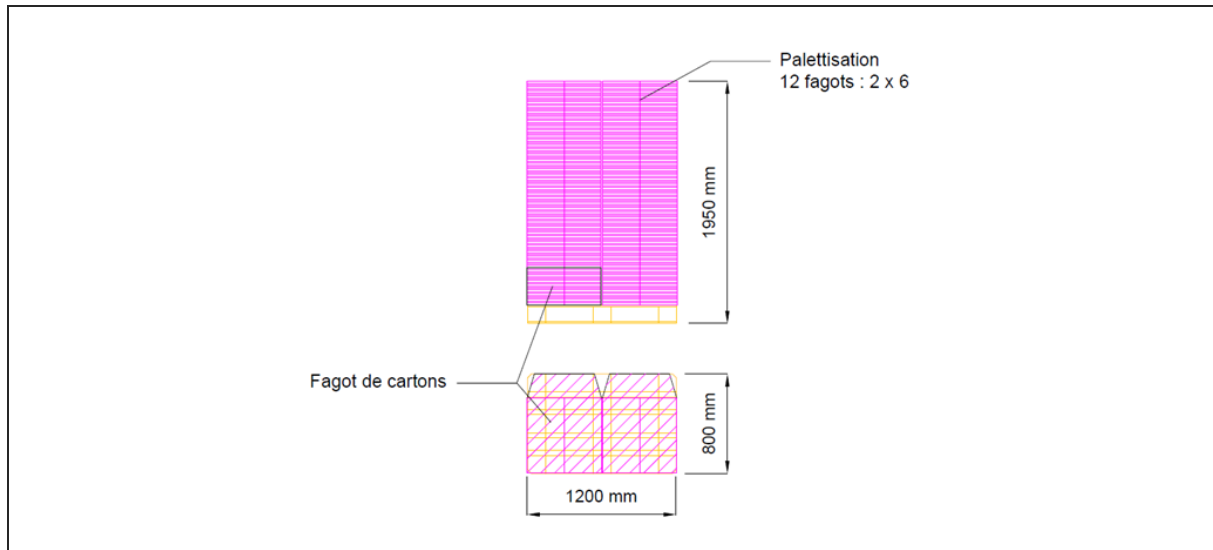 Palettisation
12 fagots : 2 x 6
1950 mm
Fagot de cartons
800 mm
1200 mm